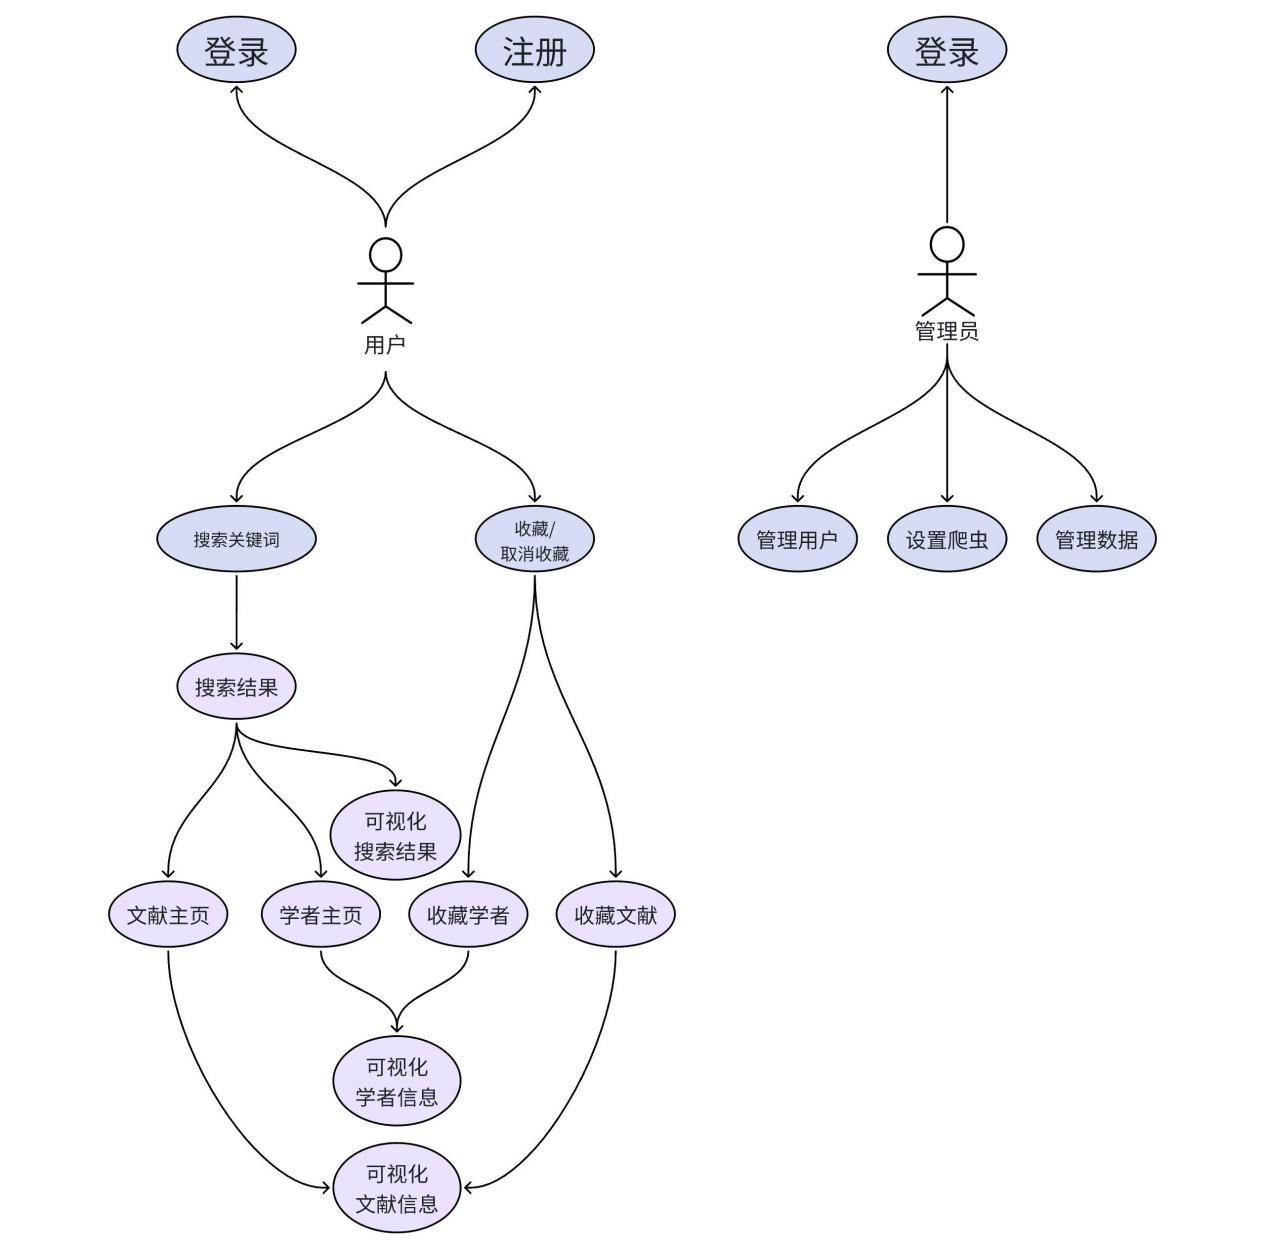 登录
注册
登录
用户
管理员
搜索关键词
收藏/
取消收藏
管理用户
设置爬虫
管理数据
搜索结果
可视化
搜索结果
文献主页
学者主页
收藏学者
收藏文献
可视化
学者信息
可视化
文献信息